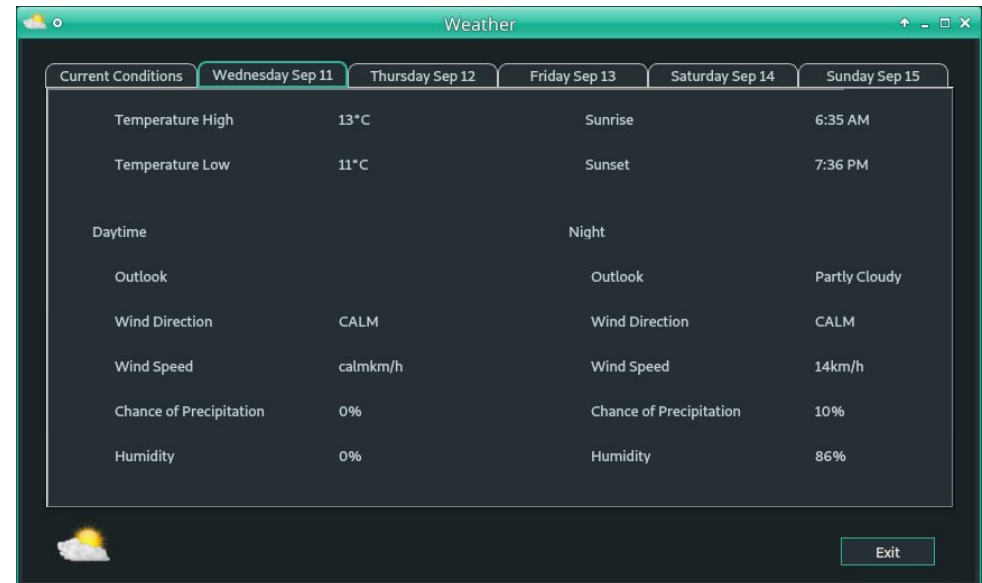 Weather
Current Conditions Wednesday Sep 11 Thursday Sep 12 Friday Sep 13 Saturday Sep 14 Sunday Sep 15
Temperature High 13°C Sunrise 6:35 AM
Temperature Low 11°C Sunset 7:36 PM
Daytime Night
Outlook Outlook Partly Cloudy
Wind Direction CALM Wind Direction CALM
Wind Speed calmkm/h Wind Speed 14km/h
Chance of Precipitation 0% Chance of Precipitation 10%
Humidity 0% Humidity 86%
Exit